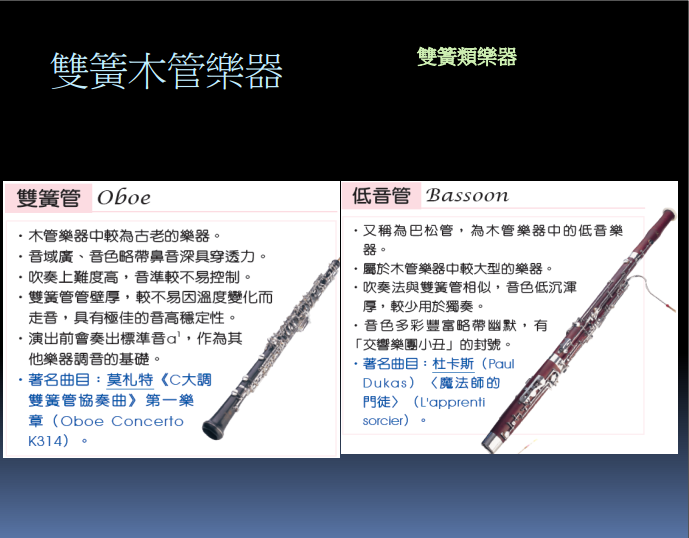 雙簧木管樂器
雙簧類樂器
雙簧管 Oboe
・木管樂器中較為古老的樂器。
・音域廣、音色略帶鼻音深具穿透力。
・吹奏上難度高，音準較不易控制。
・雙簧管管壁厚，較不易因溫度變化而
走音，具有極佳的音高穩定性。
・演出前會奏出標準音a¹，作為其
他樂器調音的基礎。
・著名曲目：莫札特《C大調
雙簧管協奏曲》第一樂
章（Oboe Concerto
K314）。
低音管 Bassoon
・又稱為巴松管，為木管樂器中的低音樂
器。
・屬於木管樂器中較大型的樂器。
・吹奏法與雙簧管相似，音色低沉渾
厚，較少用於獨奏。
・音色多彩豐富略帶幽默，有
「交響樂團小丑」的封號。
・著名曲目：杜卡斯（Paul
Dukas）〈魔法師的
門徒〉（L'apprenti
sorcier）。